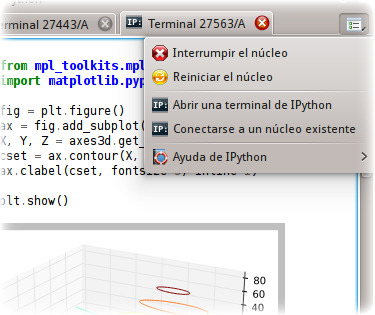 Terminal 27443/A
IP: Terminal 27563/A
Interrumpir el núcleo
Reiniciar el núcleo
IP: Abrir una terminal de IPython
IP: Conectarse a un núcleo existente
Ayuda de IPython
from mpl_toolkits.mpl
import matplotlib.pyp
fig = plt.figure()
ax = fig.add_subplot(
X, Y, Z = axes3d.get_
cset = ax.contour(X,
ax.clabel(cset, fontsize
plt.show()
80
60
40